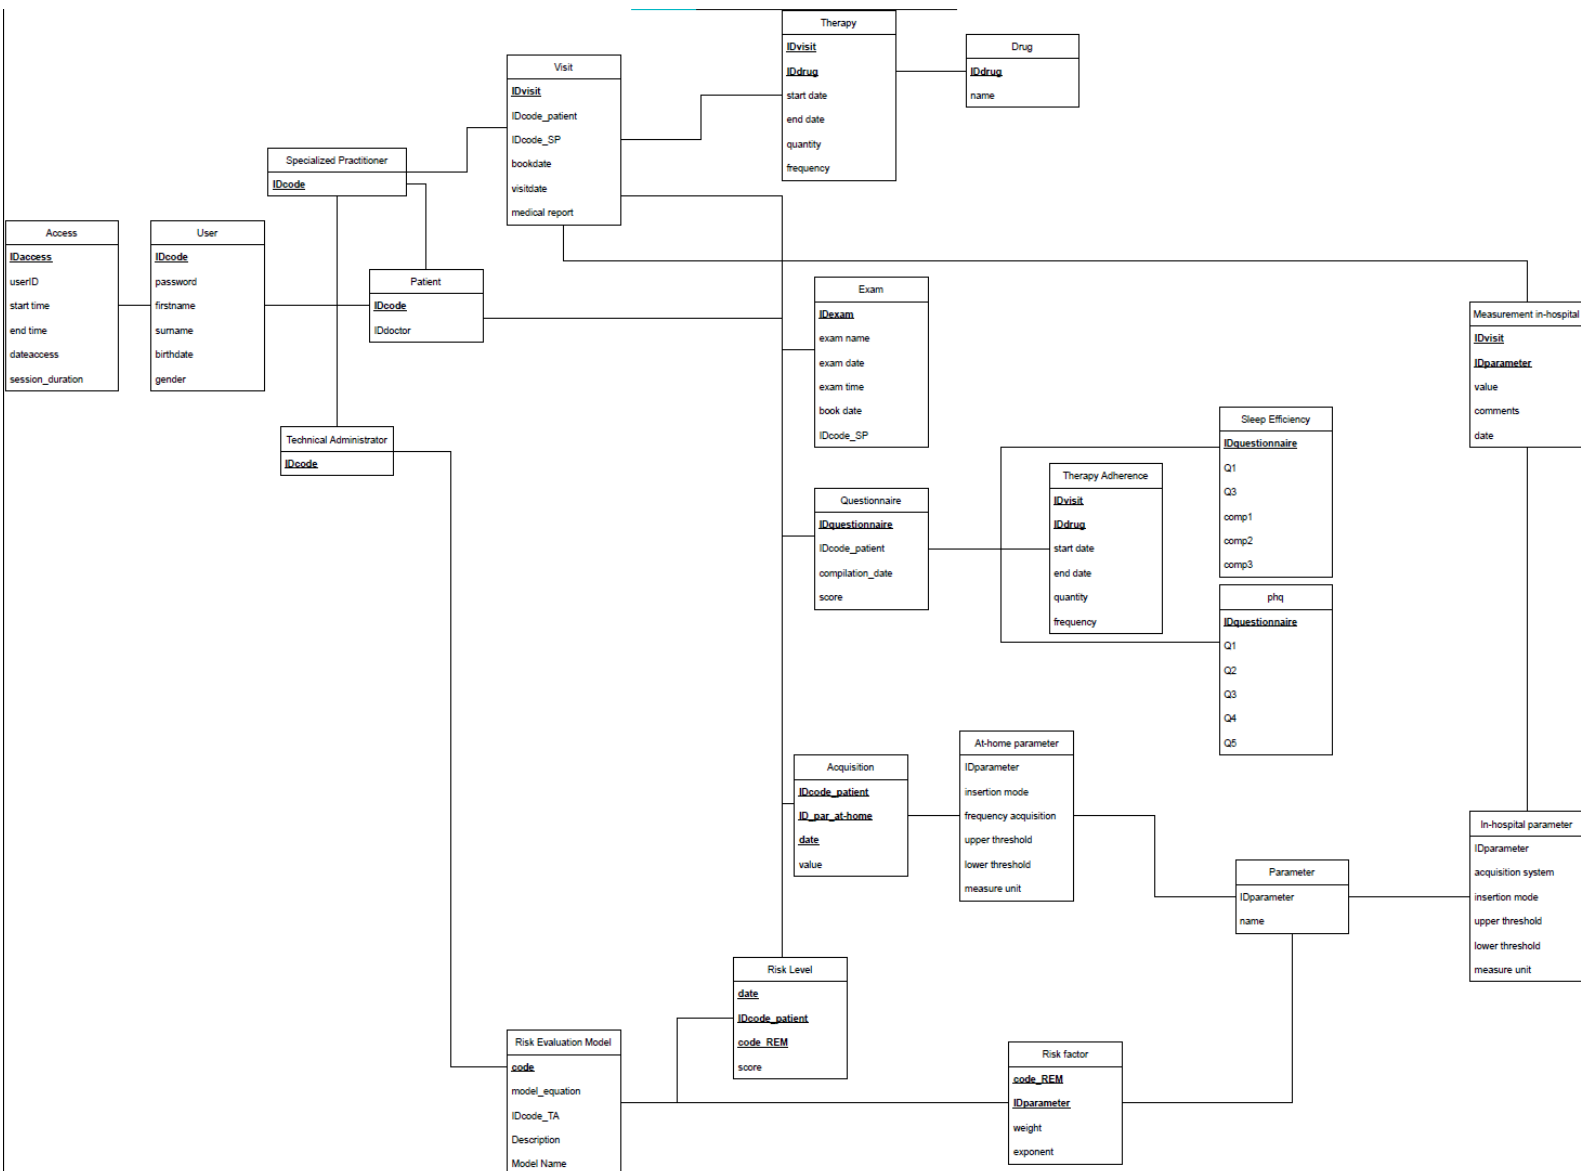 Therapy
IDvisit
IDdrug
start date
end date
quantity
frequency
Drug
IDdrug
name
Visit
IDvisit
IDcode_patient
IDcode_SP
bookdate
visitdate
medical report
Specialized Practitioner
IDcode
Access
IDaccess
userID
start time
end time
dateaccess
session_duration
User
IDcode
password
firstname
surname
birthdate
gender
Patient
IDcode
IDdoctor
Exam
IDexam
exam name
exam date
exam time
book date
IDcode_SP
Measurement in-hospital
IDvisit
IDparameter
value
comments
date
Technical Administrator
IDcode
Sleep Efficiency
IDquestionnaire
Q1
Q3
comp1
comp2
comp3
Therapy Adherence
IDvisit
IDdrug
start date
end date
quantity
frequency
Questionnaire
IDquestionnaire
IDcode_patient
compilation_date
score
phq
IDquestionnaire
Q1
Q2
Q3
Q4
Q5
At-home parameter
IDparameter
insertion mode
frequency acquisition
upper threshold
lower threshold
measure unit
Acquisition
IDcode_patient
ID_par_at-home
date
value
In-hospital parameter
IDparameter
acquisition system
insertion mode
upper threshold
lower threshold
measure unit
Parameter
IDparameter
name
Risk Level
date
IDcode_patient
code_REM
score
Risk Evaluation Model
code
model_equation
IDcode_TA
Description
Model Name
Risk factor
code_REM
IDparameter
weight
exponent